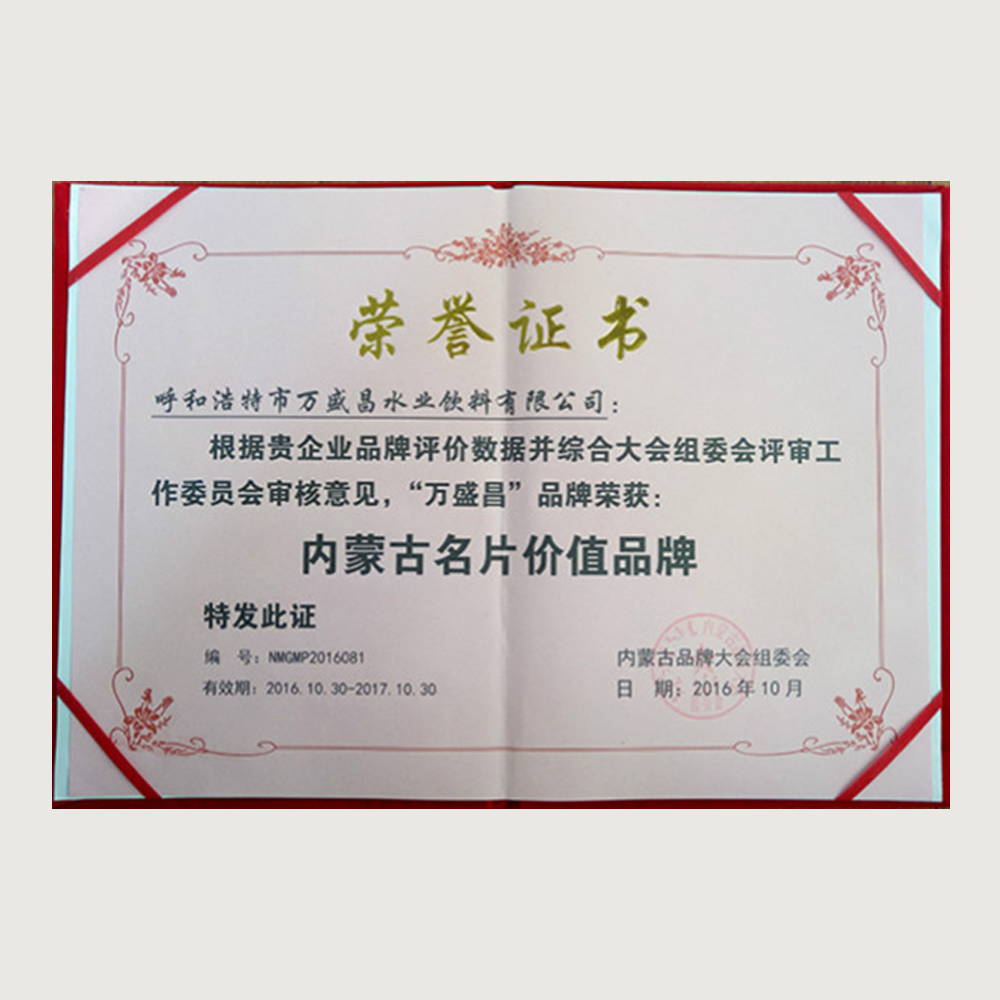 荣誉证书
呼和浩特市万盛昌水业饮料有限公司：
根据贵企业品牌评价数据并综合大会组委会评审工
作委员会审核意见，“万盛昌”品牌荣获：
内蒙古名片价值品牌
特发此证
编 号：NMGMP2016081
有效期：2016.10.30-2017.10.30
内蒙古品牌大会组委会
日 期：2016年10月